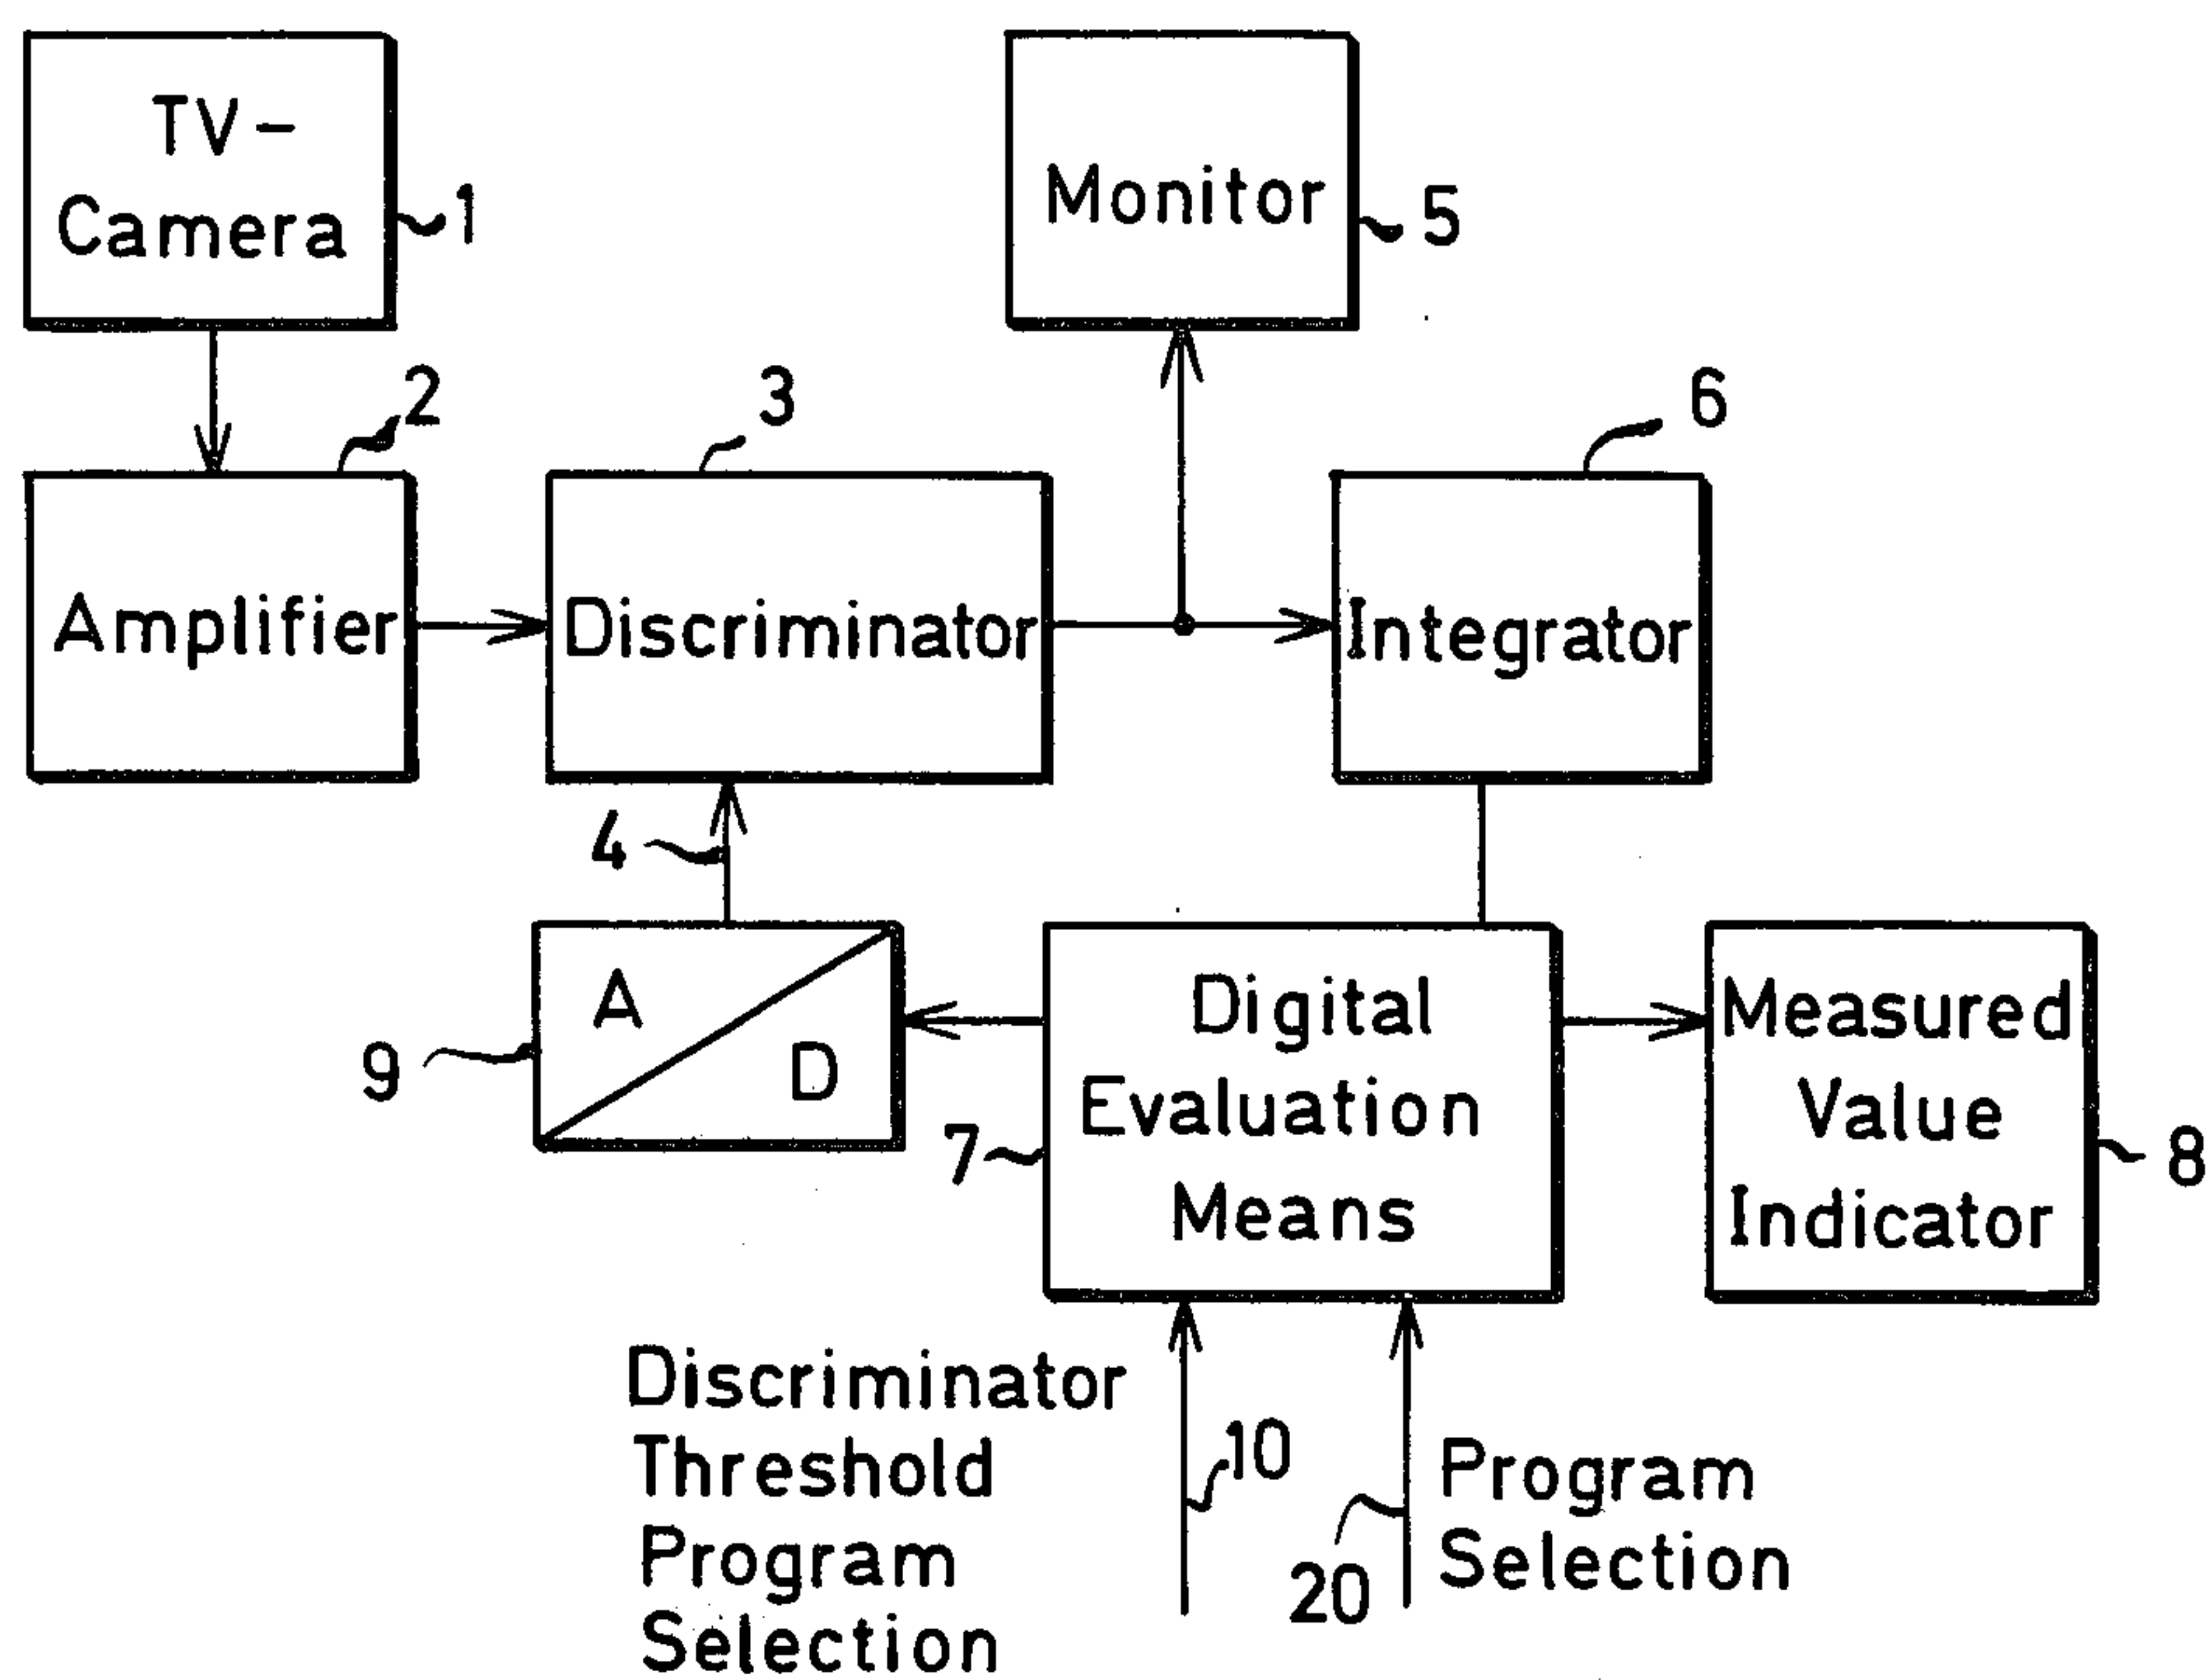 TV-
Camera
1
Monitor
5
2
3
6
Amplifier
Discriminator
Integrator
4
A
D
9
Digital
Evaluation
Means
7
Measured
Value
Indicator
8
Discriminator
Threshold
Program
Selection
10
20
Program
Selection